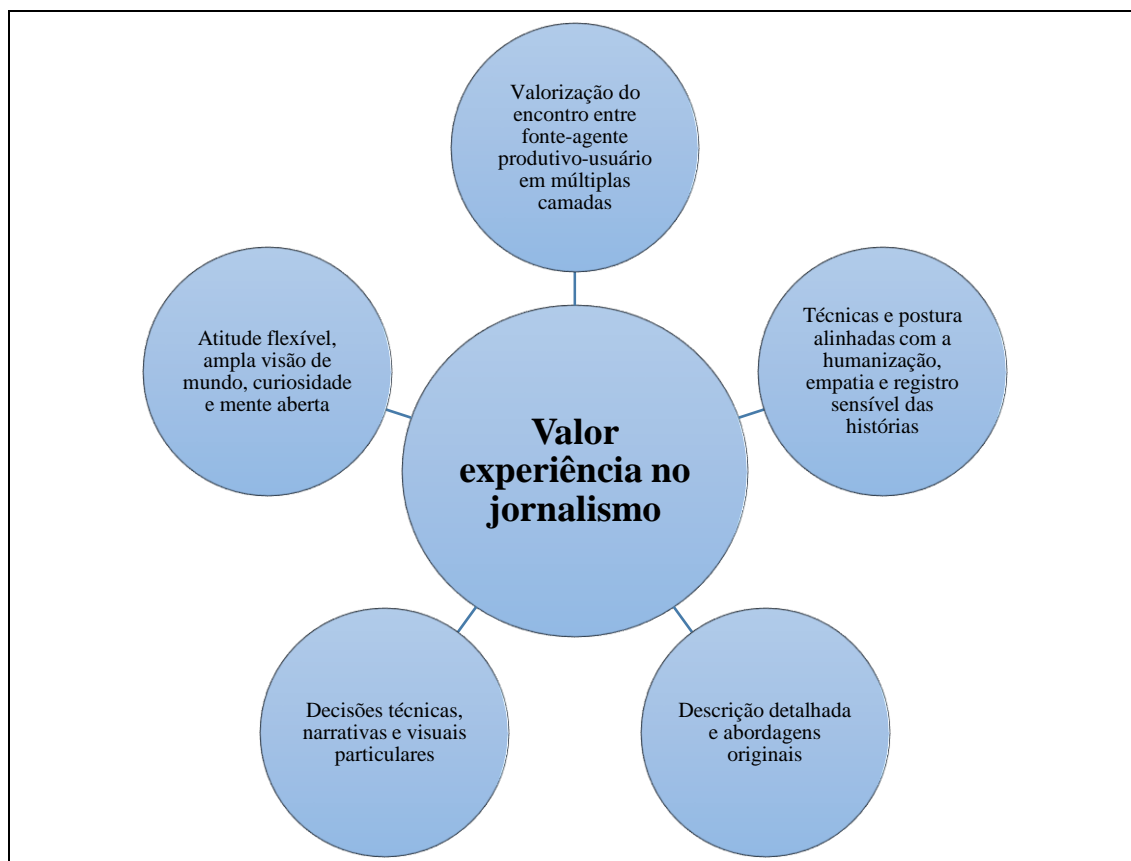 Valorização do
encontro entre
fonte-agente
produtivo-usuário
em múltiplas
camadas
Técnicas e postura
alinhadas com a
humanização,
empatia e registro
sensível das
histórias
Descrição detalhada
e abordagens
originais
Decisões técnicas,
narrativas e visuais
particulares
Atitude flexível,
ampla visão de
mundo, curiosidade
e mente aberta
Valor
experiência no
jornalismo